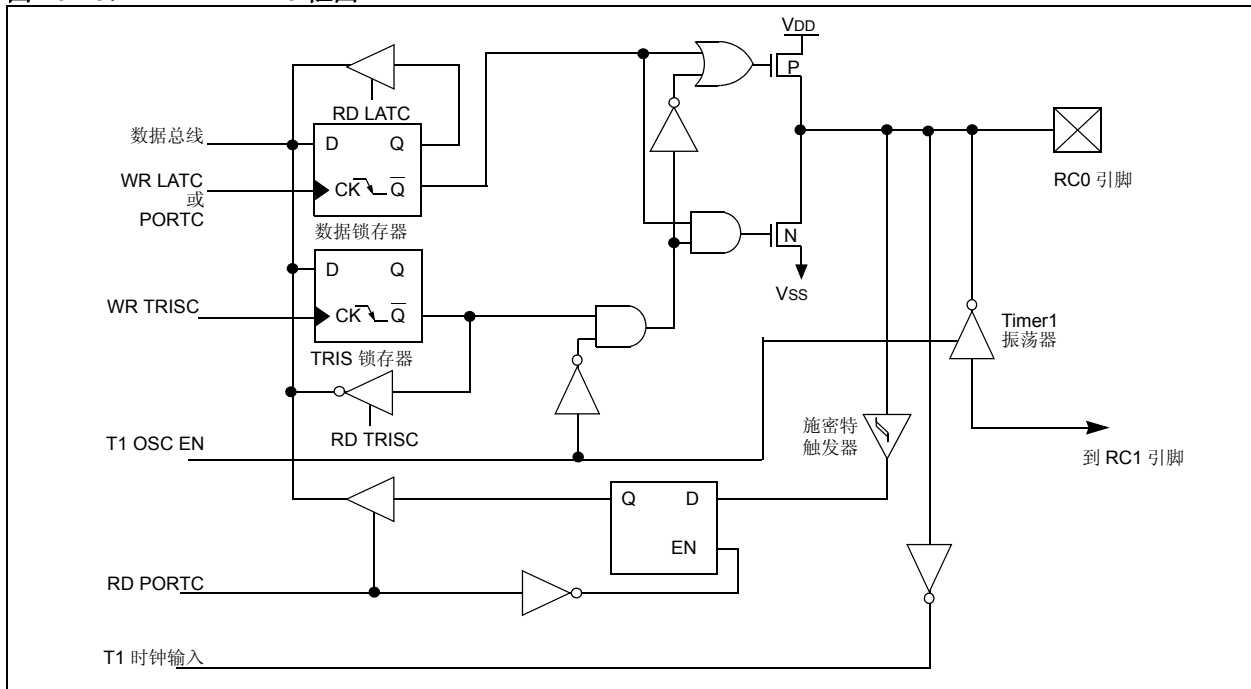 VDD
P
RD LATC
数据总线
D Q
WR LATC
或
PORTC
CK Q
数据锁存器
RC0 引脚
N
VSS
D Q
WR TRISC
CK Q
TRIS 锁存器
Timer1
振荡器
RD TRISC
T1 OSC EN
施密特
触发器
到 RC1 引脚
Q D
EN
RD PORTC
T1 时钟输入